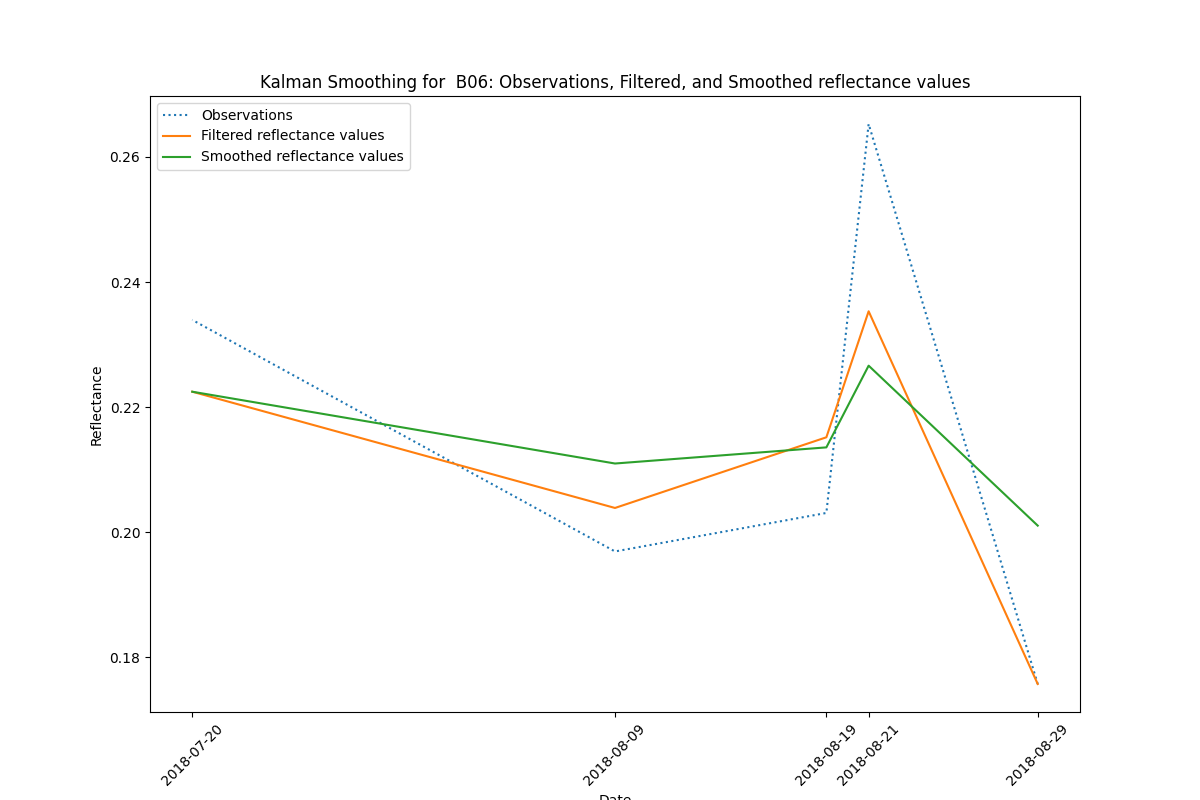 Kalman Smoothing for  B06: Observations, Filtered, and Smoothed reflectance values
Observations
Filtered reflectance values
Smoothed reflectance values
Reflectance
0.26
0.24
0.22
0.20
0.18
2018-07-20
2018-08-09
2018-08-19
2018-08-21
2018-08-29
Date